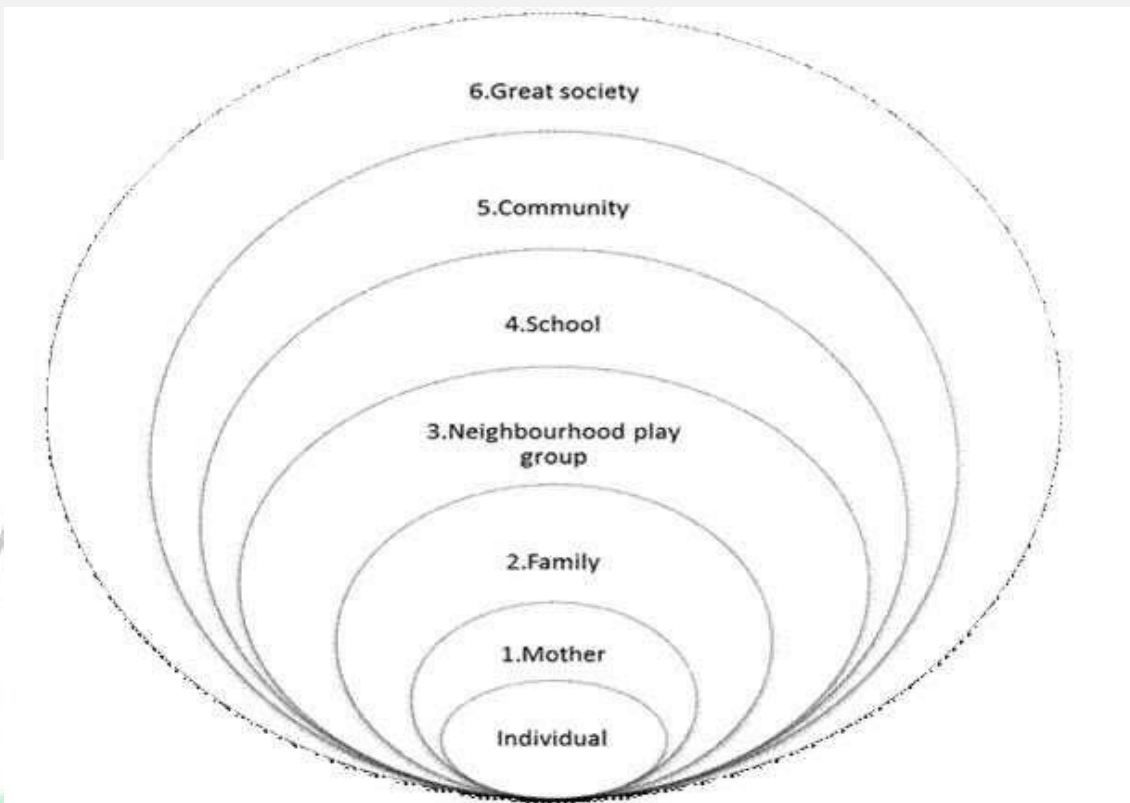 6.Great society
5.Community
4.School
3.Neighbourhood play
group
2.Family
1.Mother
Individual